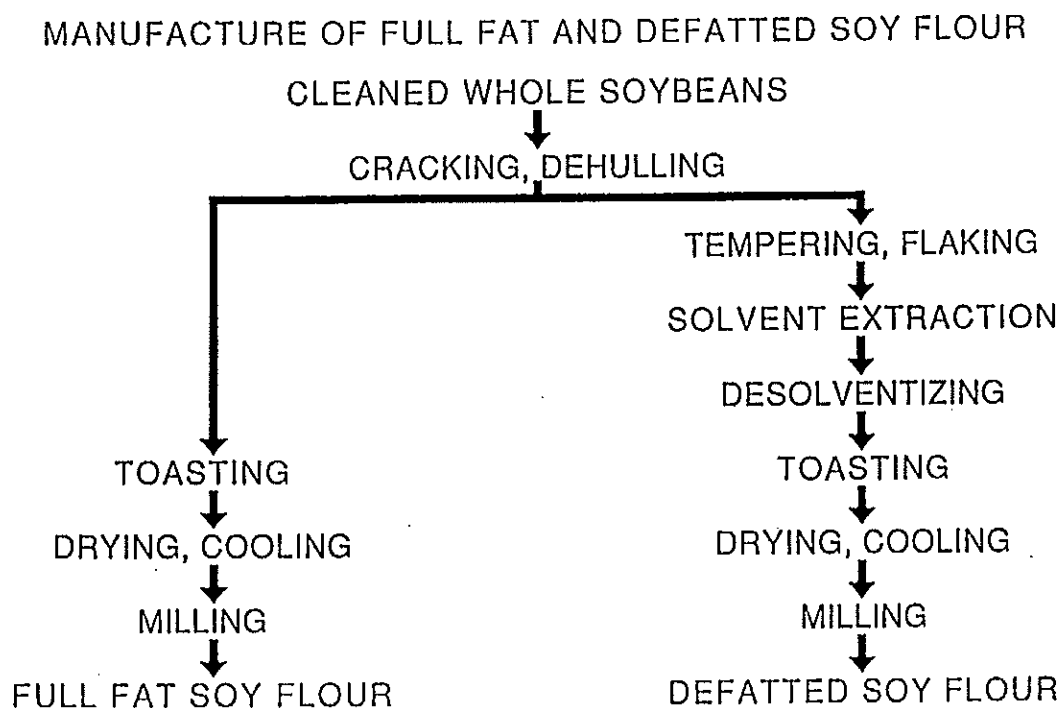 MANUFACTURE OF FULL FAT AND DEFATTED SOY FLOUR
CLEANED WHOLE SOYBEANS
CRACKING, DEHULLING
TEMPERING, FLAKING
SOLVENT EXTRACTION
DESOLVENTIZING
TOASTING
TOASTING
DRYING, COOLING
DRYING, COOLING
MILLING
MILLING
FULL FAT SOY FLOUR
DEFATTED SOY FLOUR